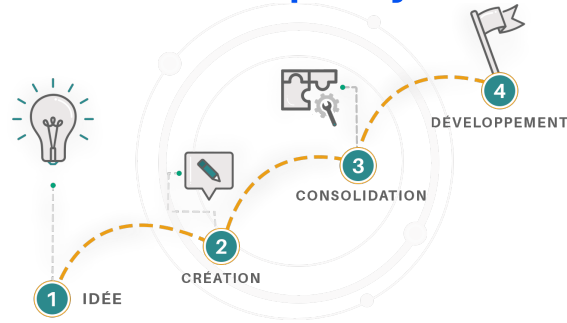 4
DÉVELOPPEMENT
3
CONSOLIDATION
2
CRÉATION
1 IDÉE